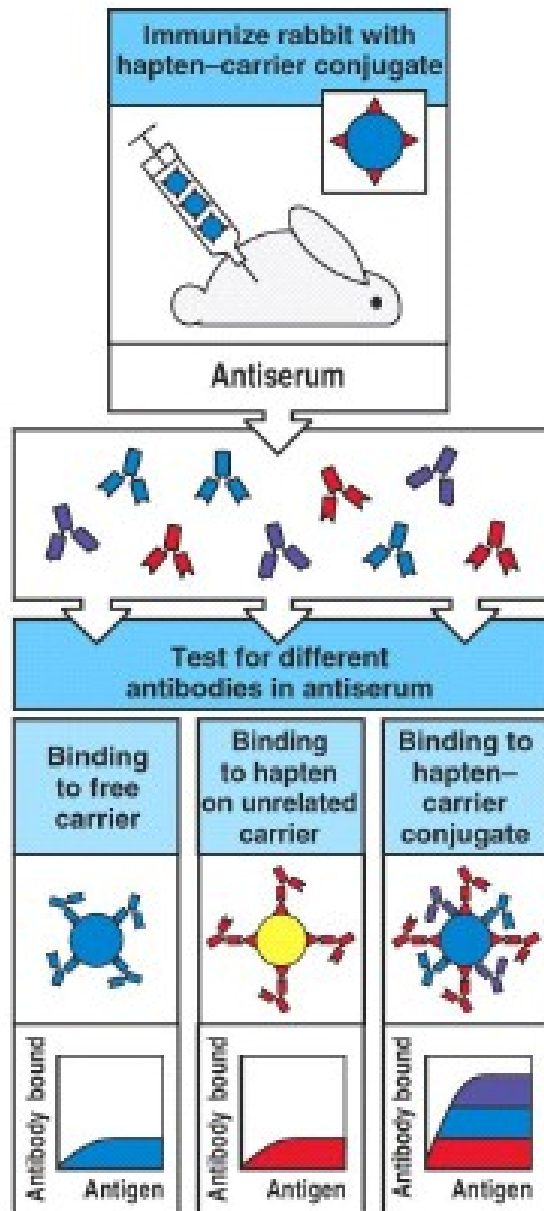 Immunize rabbit with
hapten–carrier conjugate
Antiserum
Test for different
antibodies in antiserum
Binding
to free
carrier
Binding
to hapten
on unrelated
carrier
Binding to
hapten–
carrier
conjugate
Antibody bound
Antigen
Antibody bound
Antigen
Antibody bound
Antigen